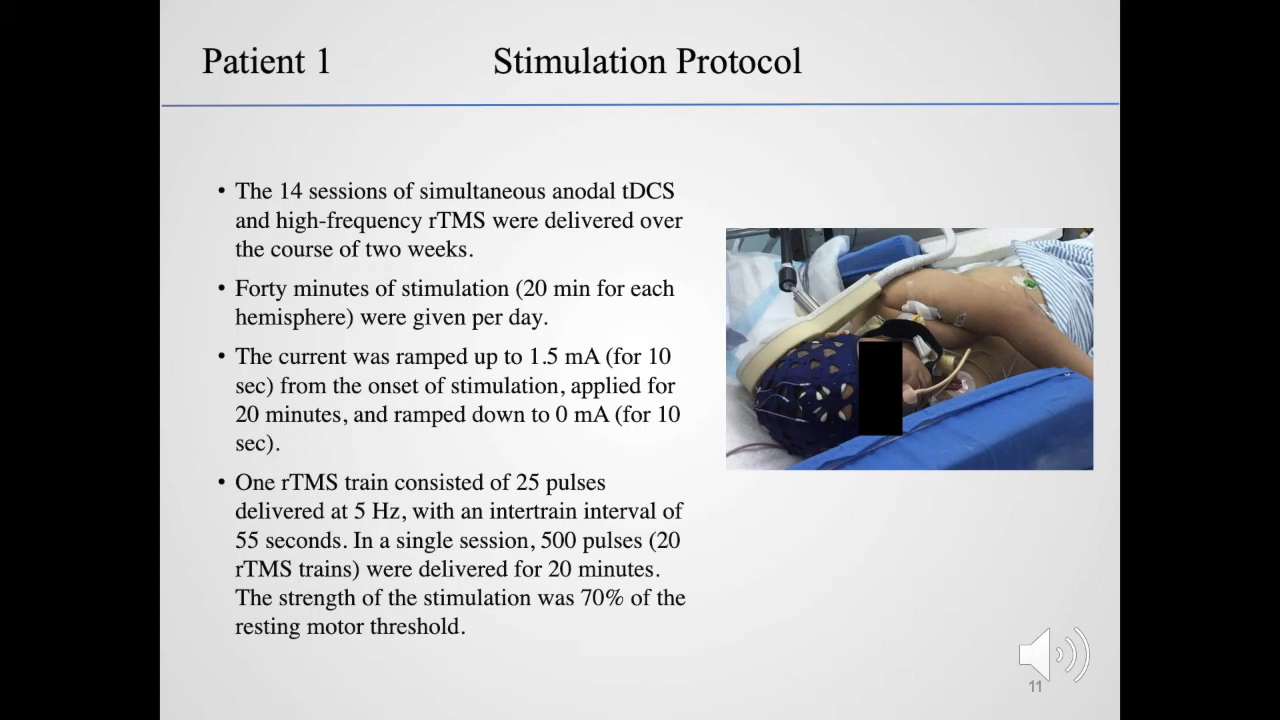 Patient 1 Stimulation Protocol
• The 14 sessions of simultaneous anodal tDCS
and high-frequency rTMS were delivered over
the course of two weeks.
• Forty minutes of stimulation (20 min for each
hemisphere) were given per day.
• The current was ramped up to 1.5 mA (for 10
sec) from the onset of stimulation, applied for
20 minutes, and ramped down to 0 mA (for 10
sec).
• One rTMS train consisted of 25 pulses
delivered at 5 Hz, with an intertrain interval of
55 seconds. In a single session, 500 pulses (20
rTMS trains) were delivered for 20 minutes.
The strength of the stimulation was 70% of the
resting motor threshold.
11